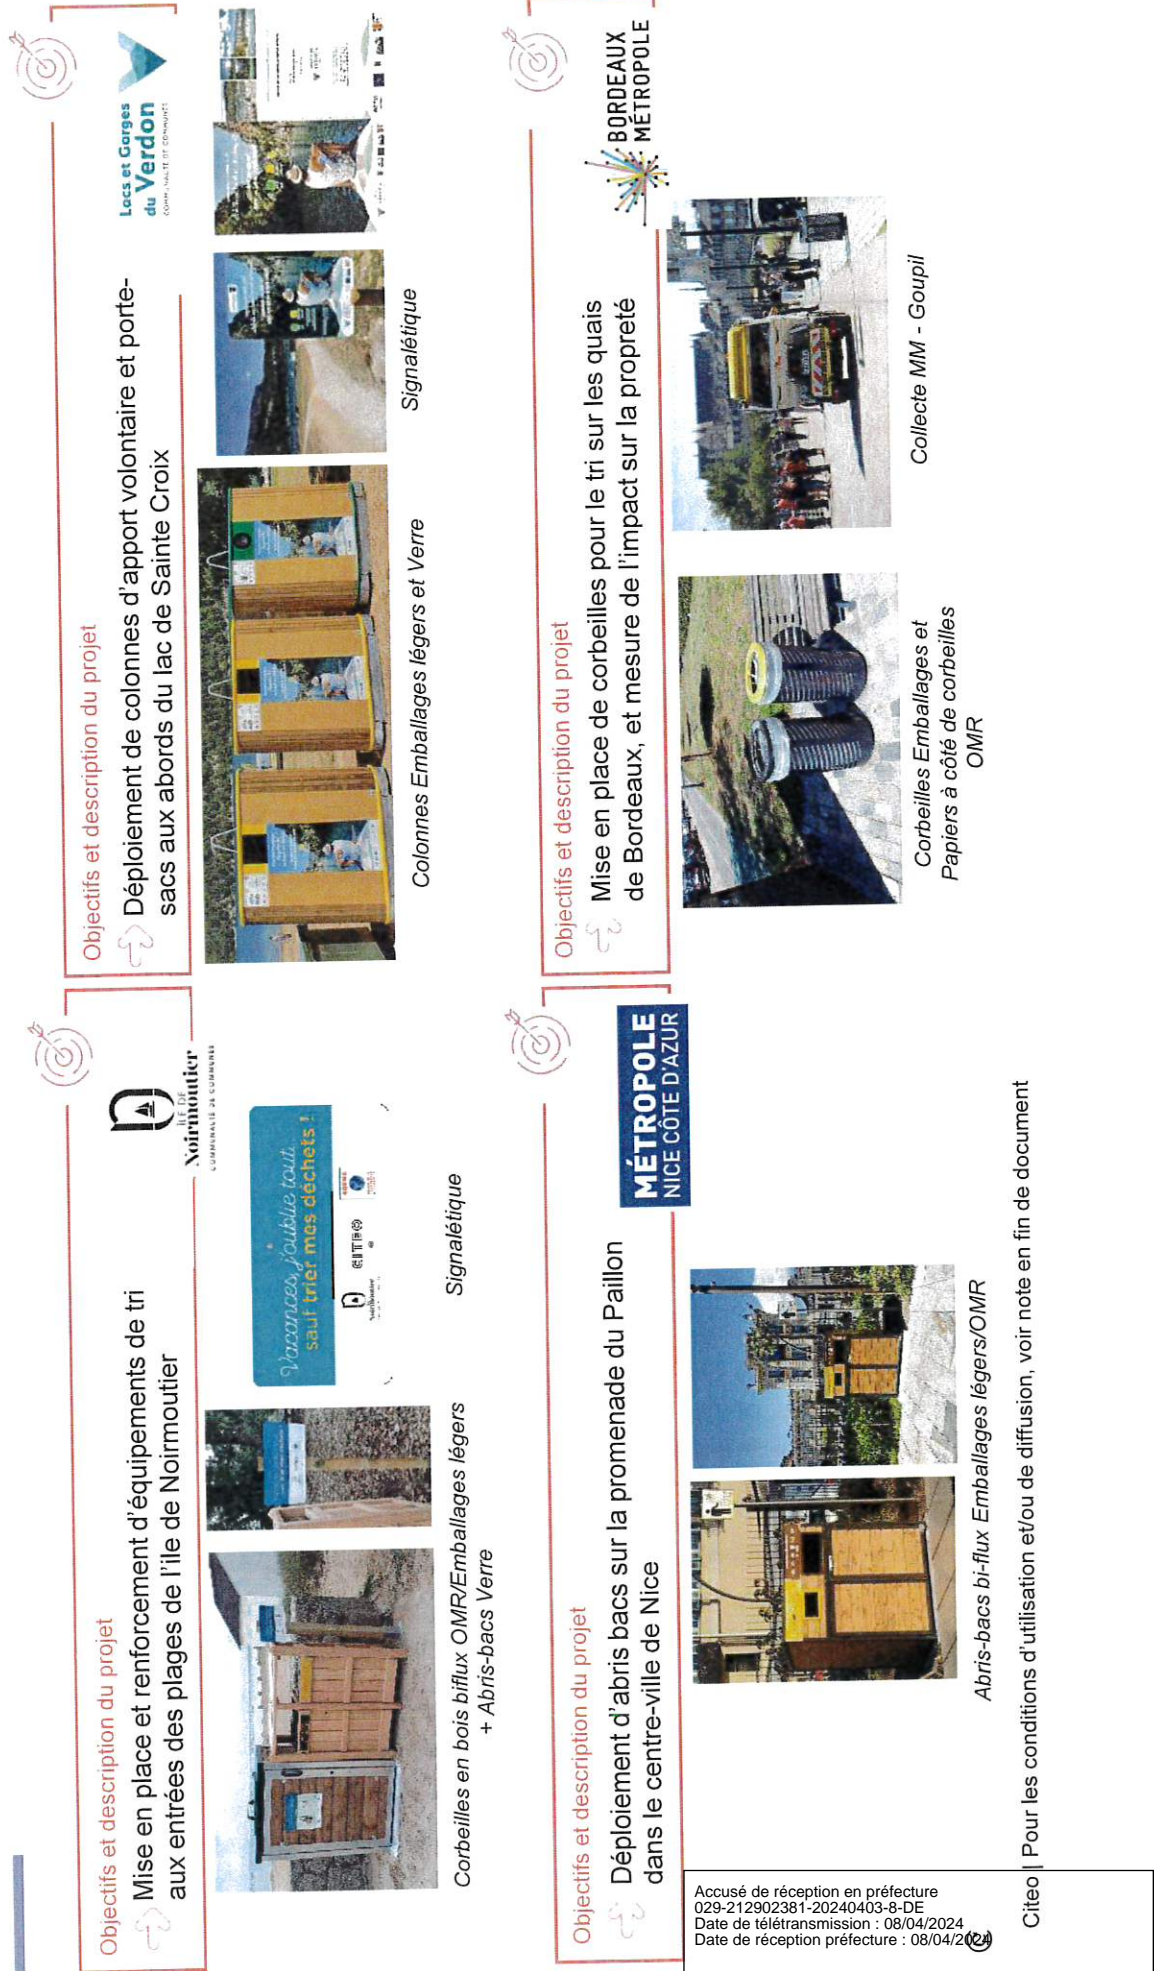 Objectifs et description du projet
Mise en place et renforcement d'équipements de tri
aux entrées des plages de l'île de Noirmoutier
ÎLE DE
Noirmoutier
COMMUNAUTÉ DE COMMUNES
Vacances, j'oublie tout
sauf trier mes déchets !
Noirmoutier
CITEO
Corbeilles en bois biflux OMR/Emballages légers
+ Abris-bacs Verre
Signalétique
Objectifs et description du projet
Déploiement de colonnes d'apport volontaire et porte-
sacs aux abords du lac de Sainte Croix
Lacs et Gorges
du Verdon
COMMUNAUTÉ DE COMMUNES
Colonnes Emballages légers et Verre
Signalétique
Objectifs et description du projet
Déploiement d'abris bacs sur la promenade du Paillon
dans le centre-ville de Nice
MÉTROPOLE
NICE CÔTE D'AZUR
Abris-bacs bi-flux Emballages légers/OMR
Objectifs et description du projet
Mise en place de corbeilles pour le tri sur les quais
de Bordeaux, et mesure de l'impact sur la propreté
BORDEAUX
MÉTROPOLE
Corbeilles Emballages et
Papiers à côté de corbeilles
OMR
Collecte MM - Goupil
Citeo | Pour les conditions d'utilisation et/ou de diffusion, voir note en fin de document
Accusé de réception en préfecture
029-212902381-20240403-8-DE
Date de télétransmission : 08/04/2024
Date de réception préfecture : 08/04/2024